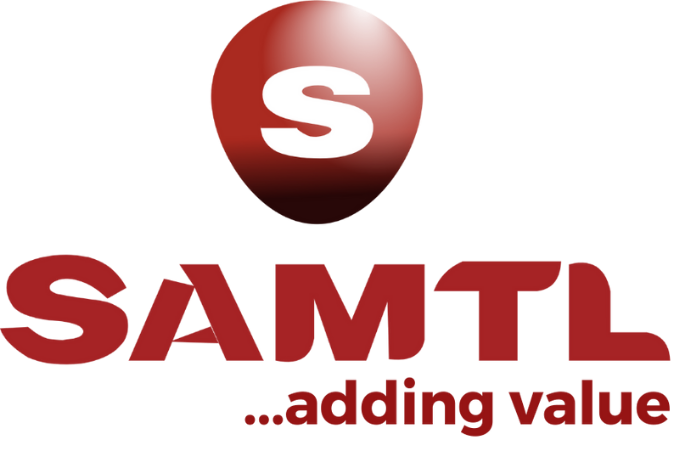 S
SAMTL
...adding value